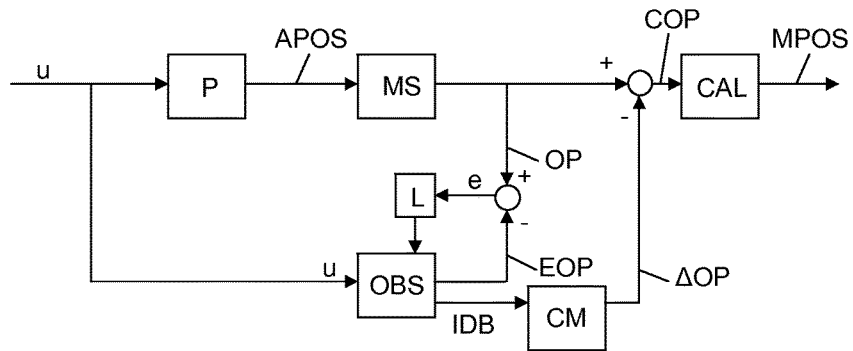 COP
APOS
MPOS
u
+
P
MS
CAL
-
OP
e
+
L
-
u
OBS
EOP
ΔOP
IDB
CM